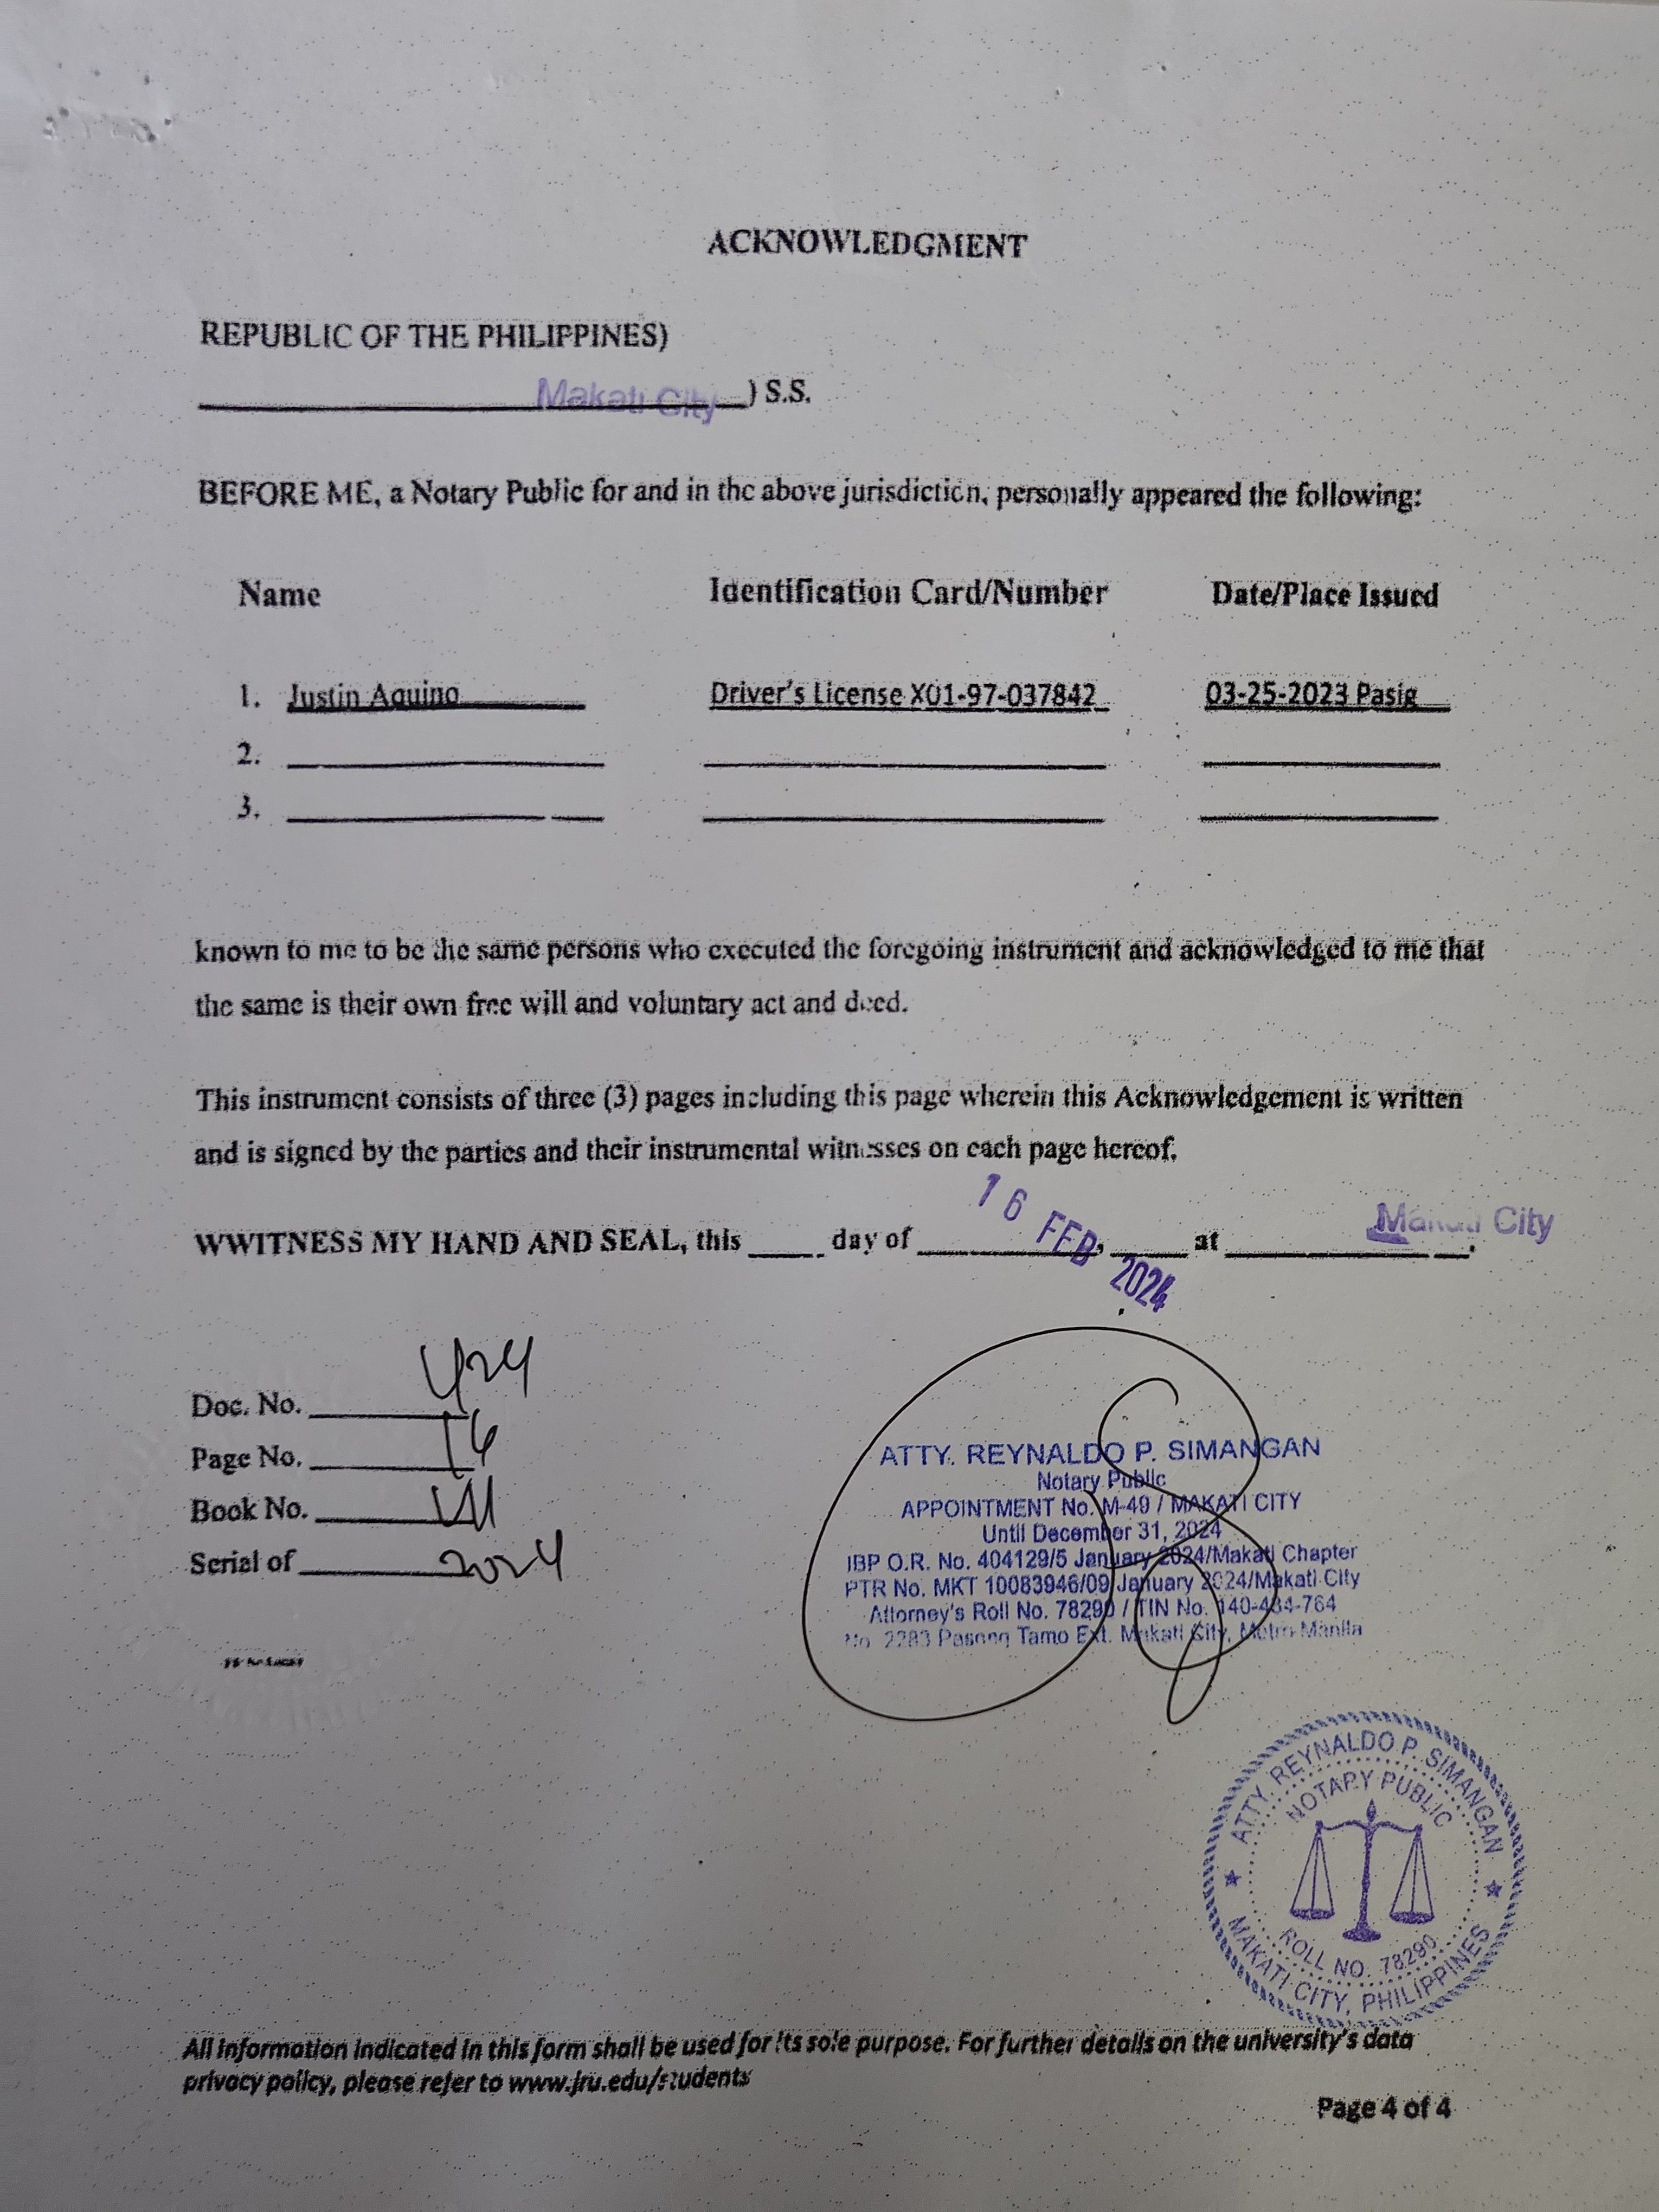 ACKNOWLEDGMENT
REPUBLIC OF THE PHILIPPINES)
Makati City ) S.S.
BEFORE ME, a Notary Public for and in the above jurisdiction, personally appeared the following:
Name Identification Card/Number Date/Place Issued
1. Justin Aquino Driver's License X01-97-037842 03-25-2023 Pasig
2.
3.
known to me to be the same persons who executed the foregoing instrument and acknowledged to me that
the same is their own free will and voluntary act and deed.
This instrument consists of three (3) pages including this page wherein this Acknowledgement is written
and is signed by the parties and their instrumental witnesses on each page hereof.
WWITNESS MY HAND AND SEAL, this ____ day of 16 FEB, 2024 at Makati City.
Doc. No. 424
Page No. 16
Book No. VII
Serial of 2024
ATTY. REYNALDO P. SIMANGAN
Notary Public
APPOINTMENT No. M-49 / MAKATI CITY
Until December 31, 2024
IBP O.R. No. 404129/5 January 2024/Makati Chapter
PTR No. MKT 10083946/09 January 2024/Makati City
Attorney's Roll No. 78290 / TIN No. 140-434-764
No. 2283 Pasong Tamo Ext. Makati City, Metro Manila
ATTY. REYNALDO P. SIMANGAN
NOTARY PUBLIC
ROLL NO. 78290
MAKATI CITY, PHILIPPINES
All information indicated in this form shall be used for its sole purpose. For further details on the university's data
privacy policy, please refer to www.jru.edu/students
Page 4 of 4